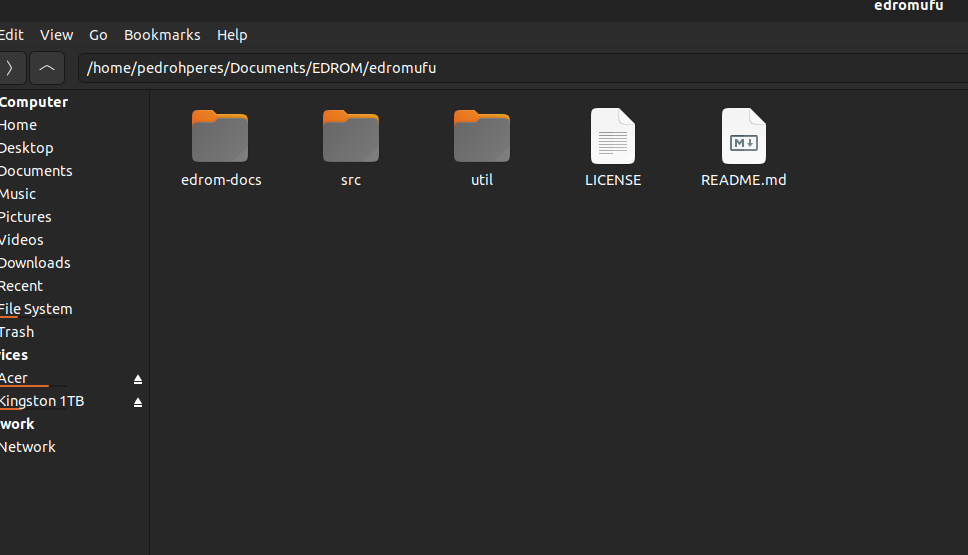 edromufu
Edit View Go Bookmarks Help
/home/pedrohperes/Documents/EDROM/edromufu
Computer
Home
Desktop
Documents
Music
Pictures
Videos
Downloads
Recent
File System
Trash
ices
Acer
Kingston 1TB
work
Network
edrom-docs
src
util
LICENSE
M
README.md